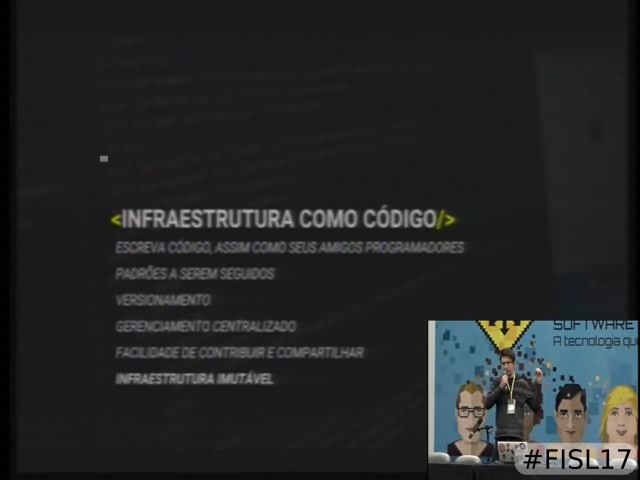 <INFRAESTRUTURA COMO CÓDIGO/>
ESCREVA CÓDIGO, ASSIM COMO SEUS AMIGOS PROGRAMADORES
PADRÕES A SEREM SEGUIDOS
VERSIONAMENTO
GERENCIAMENTO CENTRALIZADO
FACILIDADE DE CONTRIBUIR E COMPARTILHAR
INFRAESTRUTURA IMUTÁVEL
SOFTWARE
A tecnologia que
#FISL17